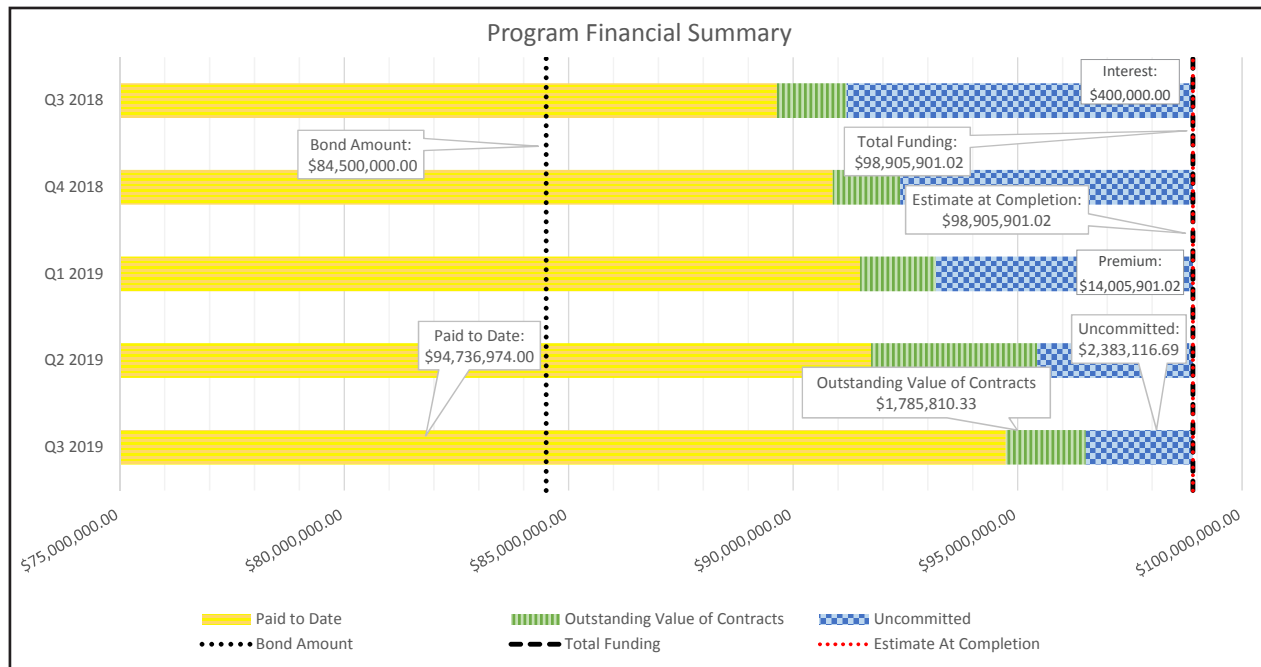 Program Financial Summary
Q3 2018
Interest:
$400,000.00
Bond Amount:
$84,500,000.00
Total Funding:
$98,905,901.02
Q4 2018
Estimate at Completion:
$98,905,901.02
Q1 2019
Premium:
$14,005,901.02
Paid to Date:
$94,736,974.00
Uncommitted:
$2,383,116.69
Q2 2019
Outstanding Value of Contracts
$1,785,810.33
Q3 2019
$75,000,000.00
$80,000,000.00
$85,000,000.00
$90,000,000.00
$95,000,000.00
$100,000,000.00
Paid to Date
Outstanding Value of Contracts
Uncommitted
Bond Amount
Total Funding
Estimate At Completion